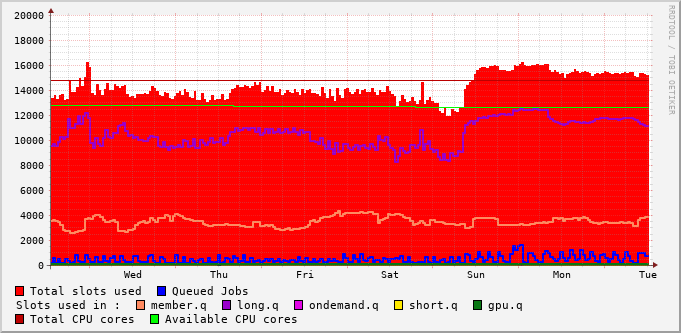 20000
18000
16000
14000
12000
10000
8000
6000
4000
2000
0
Wed Thu Fri Sat Sun Mon Tue
RRDTOOL / TOBI OETIKER
Total slots used Queued Jobs
Slots used in : member.q long.q ondemand.q short.q gpu.q
Total CPU cores Available CPU cores